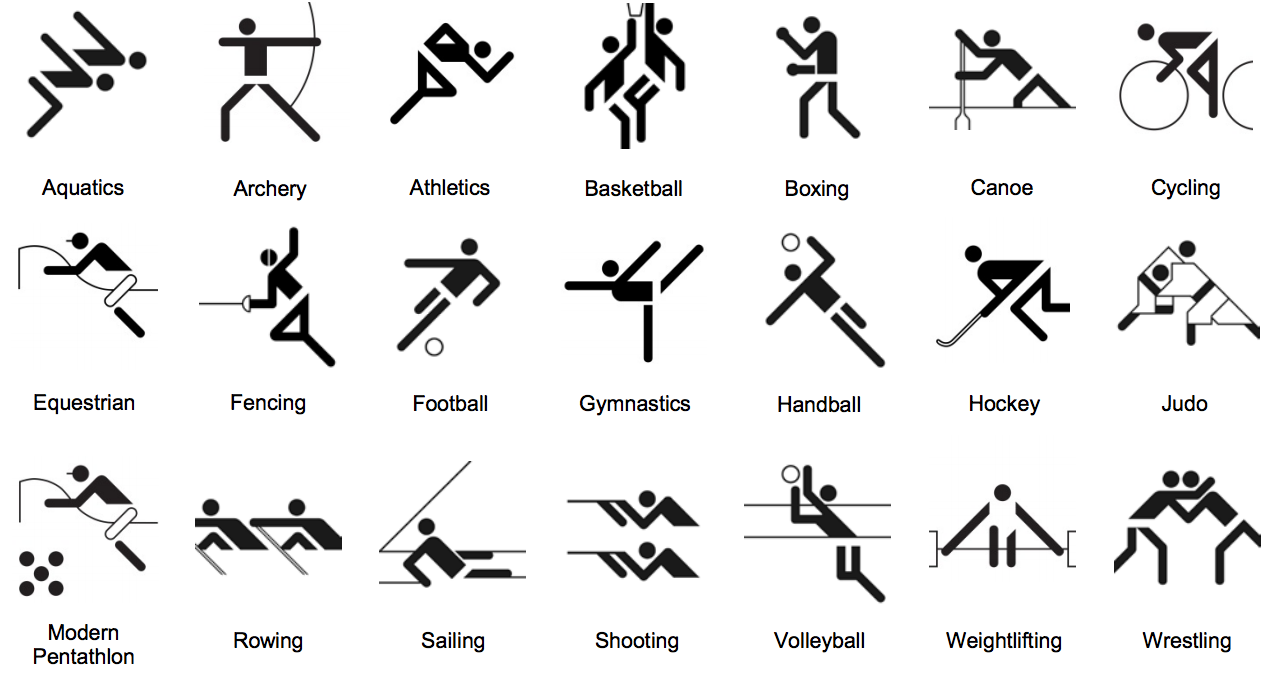 Aquatics
Archery
Athletics
Basketball
Boxing
Canoe
Cycling
Equestrian
Fencing
Football
Gymnastics
Handball
Hockey
Judo
Modern
Pentathlon
Rowing
Sailing
Shooting
Volleyball
Weightlifting
Wrestling